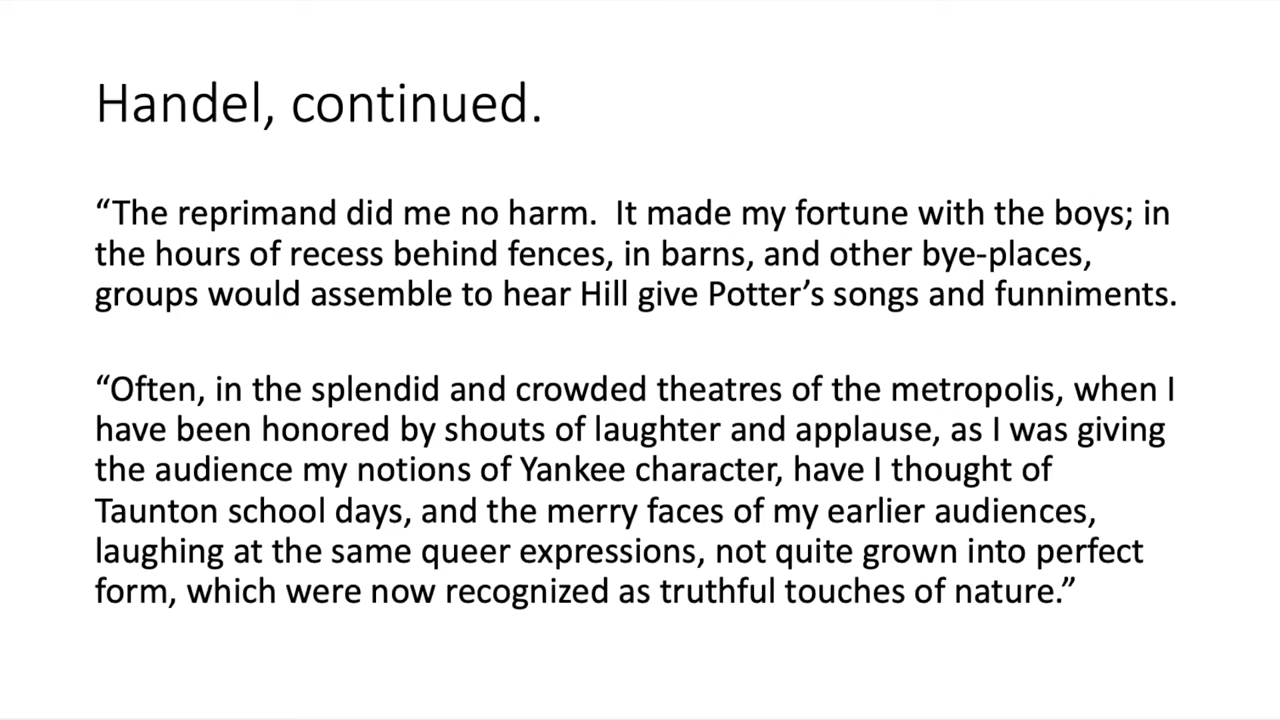 Handel, continued.
“The reprimand did me no harm.  It made my fortune with the boys; in
the hours of recess behind fences, in barns, and other bye-places,
groups would assemble to hear Hill give Potter’s songs and funniments.
“Often, in the splendid and crowded theatres of the metropolis, when I
have been honored by shouts of laughter and applause, as I was giving
the audience my notions of Yankee character, have I thought of
Taunton school days, and the merry faces of my earlier audiences,
laughing at the same queer expressions, not quite grown into perfect
form, which were now recognized as truthful touches of nature.”